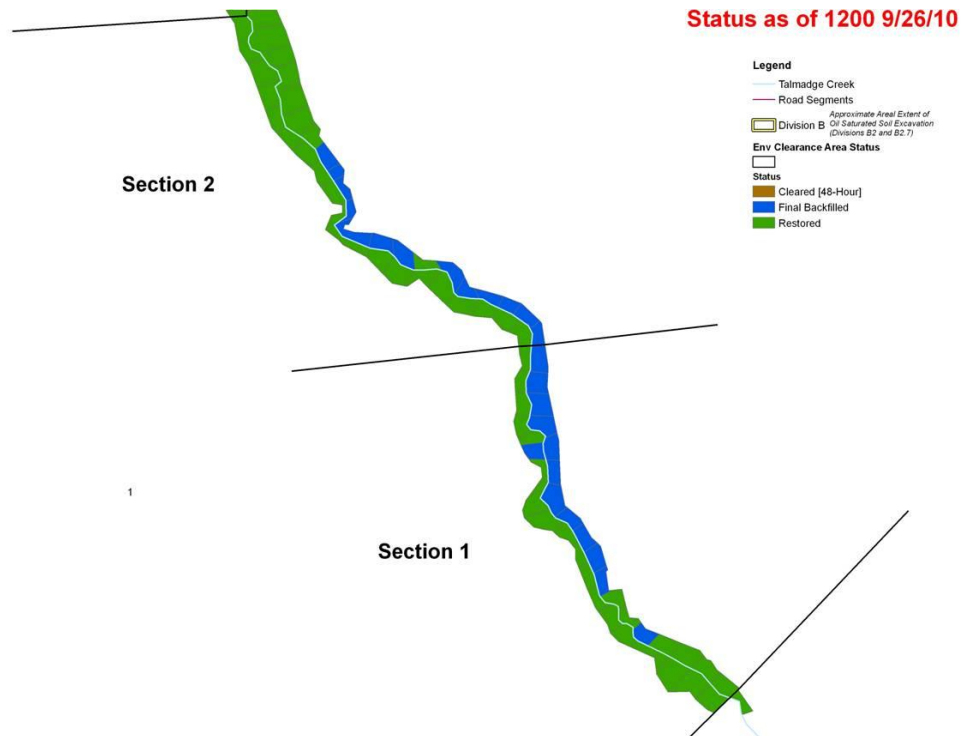 Status as of 1200 9/26/10
Legend
Talmadge Creek
Road Segments
Division B
Approximate Areal Extent of
Oil Saturated Soil Excavation
(Divisions B2 and B2.7)
Env Clearance Area Status
Status
Cleared [48-Hour]
Final Backfilled
Restored
Section 2
1
Section 1